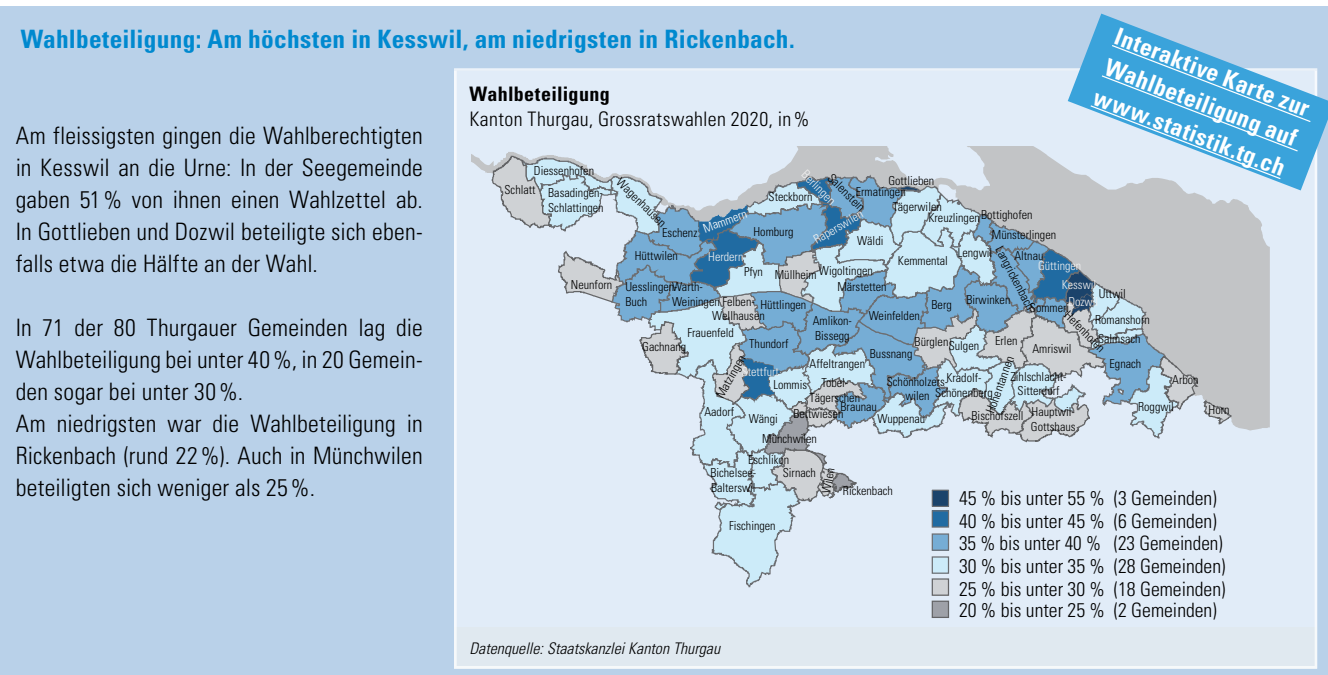 Wahlbeteiligung: Am höchsten in Kesswil, am niedrigsten in Rickenbach.
Interaktive Karte zur
Wahlbeteiligung auf
www.statistik.tg.ch
Am fleissigsten gingen die Wahlberechtigten
in Kesswil an die Urne: In der Seegemeinde
gaben 51 % von ihnen einen Wahlzettel ab.
In Gottlieben und Dozwil beteiligte sich eben-
falls etwa die Hälfte an der Wahl.
In 71 der 80 Thurgauer Gemeinden lag die
Wahlbeteiligung bei unter 40 %, in 20 Gemein-
den sogar bei unter 30 %.
Am niedrigsten war die Wahlbeteiligung in
Rickenbach (rund 22 %). Auch in Münchwilen
beteiligten sich weniger als 25 %.
Wahlbeteiligung
Kanton Thurgau, Grossratswahlen 2020, in %
Schlatt
Diessenhofen
Basadingen-
Schlattingen
Wagenhausen
Eschenz
Mammern
Steckborn
Berlingen
Salenstein
Ermatingen
Gottlieben
Tägerwilen
Kreuzlingen
Bottighofen
Münsterlingen
Altnau
Langrickenbach
Güttingen
Kesswil
Dozwil
Uttwil
Romanshorn
Hefenhofen
Sommeri
Salmsach
Egnach
Arbon
Horn
Roggwil
Hüttwilen
Herdern
Homburg
Raperswilen
Wäldi
Kemmental
Lengwil
Neunforn
Uesslingen-
Buch
Warth-
Weiningen
Pfyn
Müllheim
Wigoltingen
Märstetten
Felben-
Wellhausen
Hüttlingen
Amlikon-
Bissegg
Weinfelden
Berg
Birwinken
Frauenfeld
Gachnang
Matzingen
Thundorf
Stettfurt
Lommis
Affeltrangen
Bussnang
Bürglen
Sulgen
Erlen
Amriswil
Tobel-
Tägerschen
Braunau
Schönholzers-
wilen
Kradolf-
Schönenberg
Hohentannen
Zihlschlacht-
Sitterdorf
Bischofszell
Hauptwil-
Gottshaus
Wuppenau
Aadorf
Wängi
Bettwiesen
Münchwilen
Eschlikon
Bichelsee-
Balterswil
Sirnach
Wilen
Rickenbach
Fischingen
45 % bis unter 55 % (3 Gemeinden)
40 % bis unter 45 % (6 Gemeinden)
35 % bis unter 40 % (23 Gemeinden)
30 % bis unter 35 % (28 Gemeinden)
25 % bis unter 30 % (18 Gemeinden)
20 % bis unter 25 % (2 Gemeinden)
Datenquelle: Staatskanzlei Kanton Thurgau